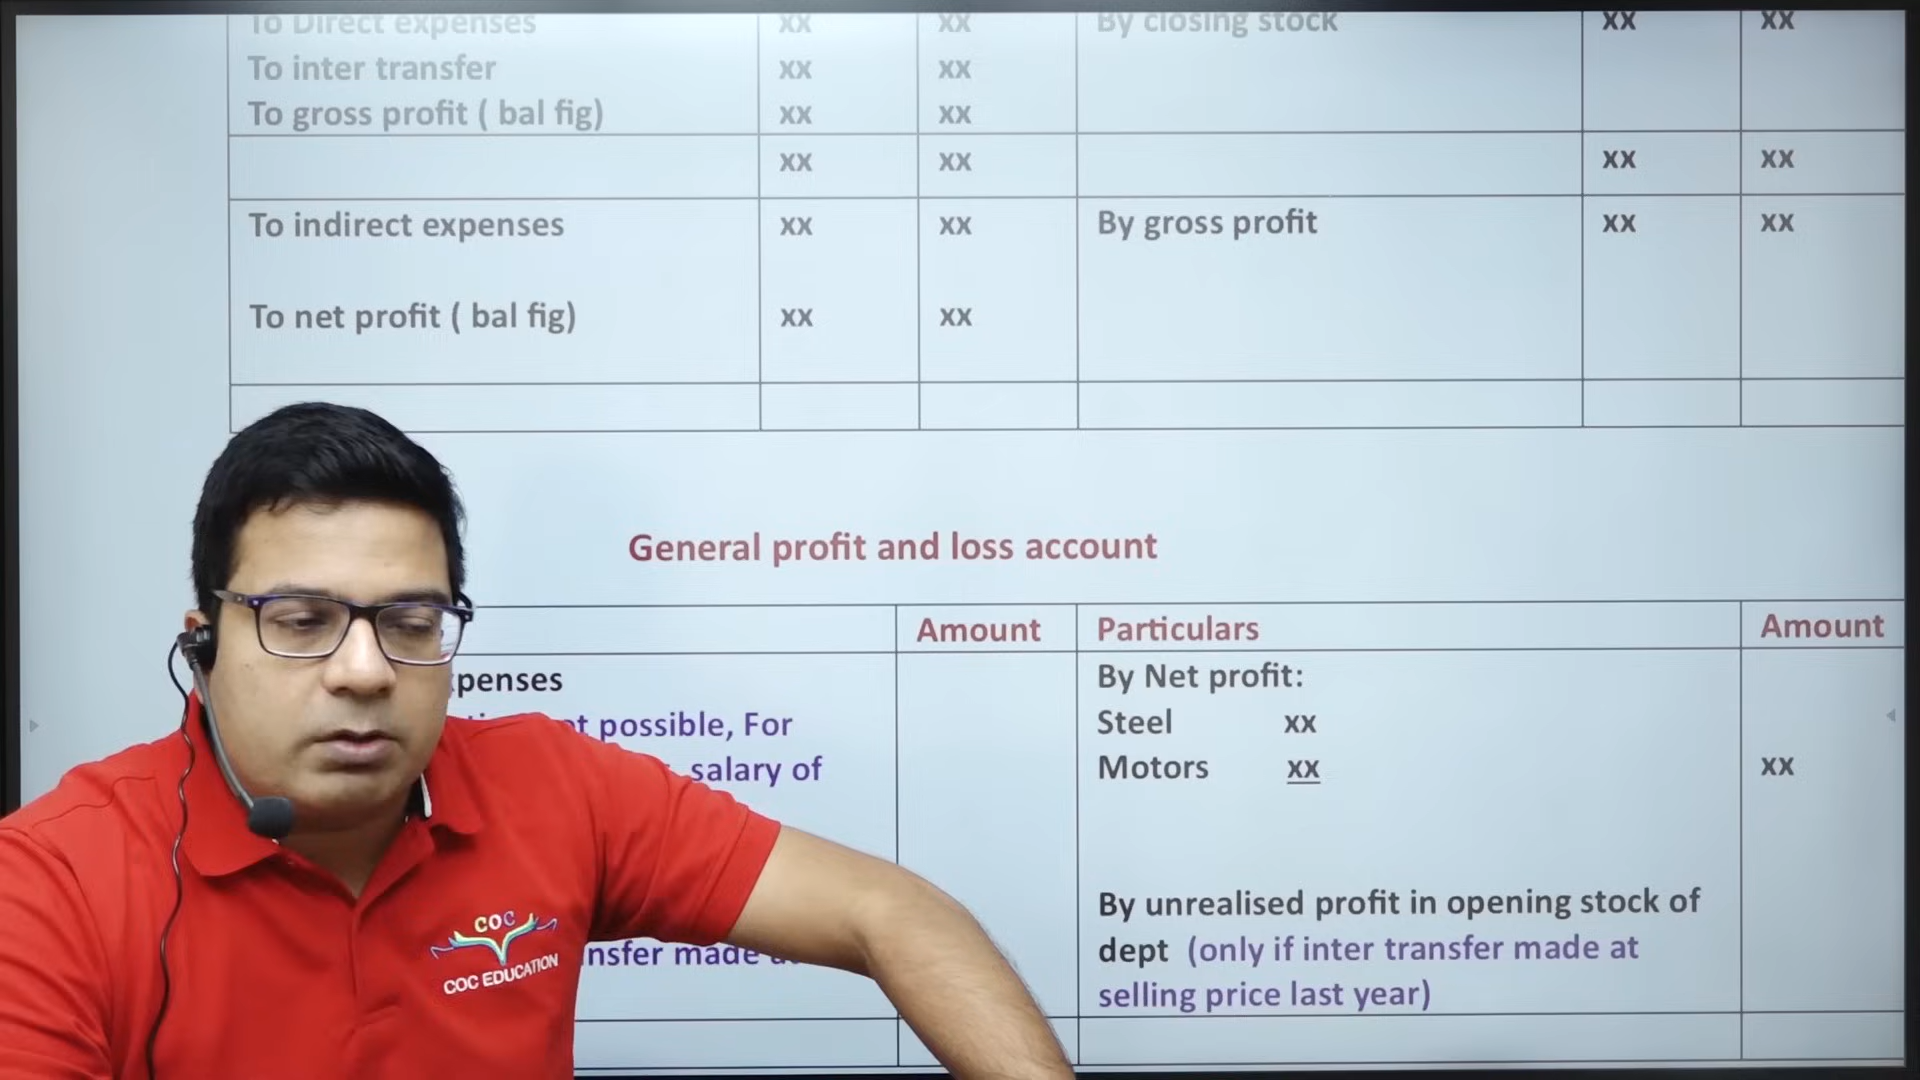 To Direct expenses xx xx By closing stock xx xx
To inter transfer xx xx
To gross profit ( bal fig) xx xx
xx xx xx xx
To indirect expenses xx xx By gross profit xx xx
To net profit ( bal fig) xx xx
General profit and loss account
Amount Particulars Amount
penses By Net profit:
possible, For Steel xx
salary of Motors xx xx
By unrealised profit in opening stock of
nsfer made dept (only if inter transfer made at
selling price last year)
COC
COC EDUCATION